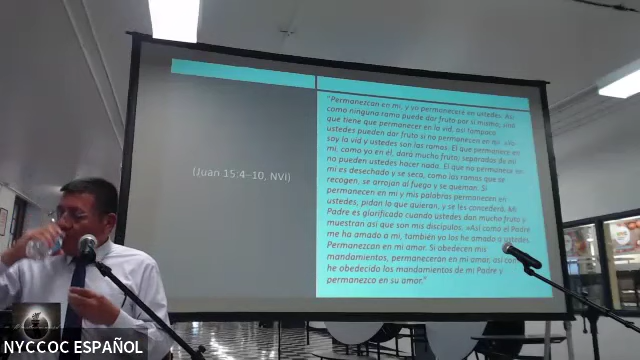 (Juan 15:4–10, NVI)
"Permanezcan en mí, y yo permaneceré en ustedes. Así
como ninguna rama puede dar fruto por sí misma, sino
que tiene que permanecer en la vid, así tampoco
ustedes pueden dar fruto si no permanecen en mí. »Yo
soy la vid y ustedes son las ramas. El que permanece en
mí, como yo en él, dará mucho fruto; separados de mí
no pueden ustedes hacer nada. El que no permanece en
mí es desechado y se seca, como las ramas que se
recogen, se arrojan al fuego y se queman. Si
permanecen en mí y mis palabras permanecen en
ustedes, pidan lo que quieran, y se les concederá. Mi
Padre es glorificado cuando ustedes dan mucho fruto y
muestran así que son mis discípulos. »Así como el Padre
me ha amado a mí, también yo los he amado a ustedes.
Permanezcan en mi amor. Si obedecen mis
mandamientos, permanecerán en mi amor, así como
he obedecido los mandamientos de mi Padre y
permanezco en su amor."
NYCCOC ESPAÑOL